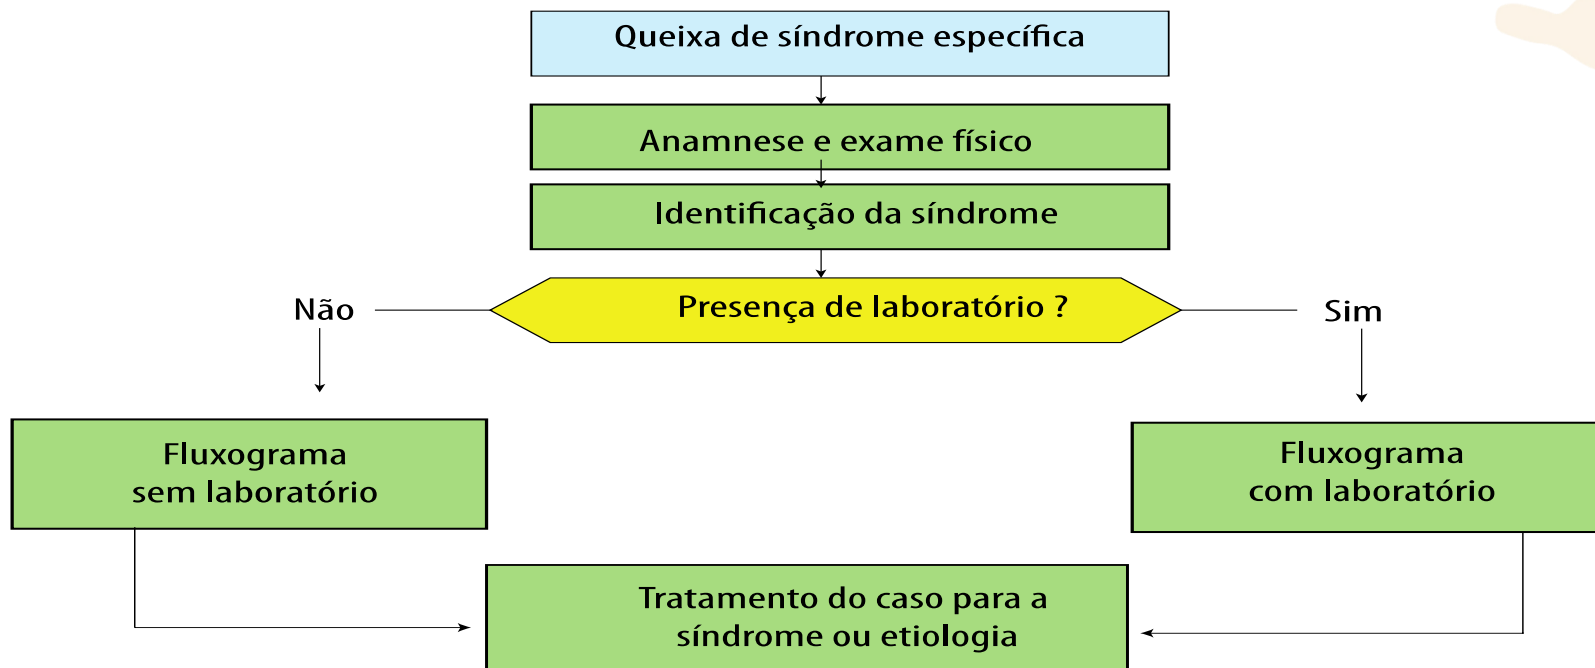 Queixa de síndrome específica
Anamnese e exame físico
Identificação da síndrome
Presença de laboratório ?
Não
Sim
Fluxograma
sem laboratório
Fluxograma
com laboratório
Tratamento do caso para a
síndrome ou etiologia